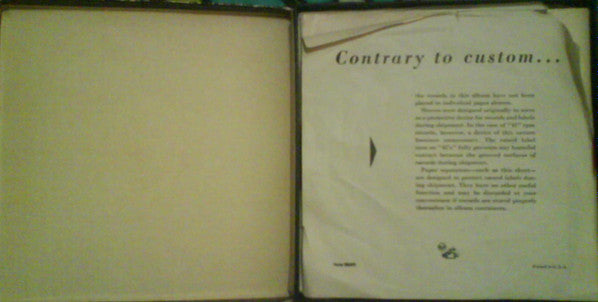 Contrary to custom...
the records in this album have not been
placed in individual paper sleeves.
Sleeves were designed originally to serve
as a protective device for records and labels
during shipment. In the case of "45" rpm
records, however, a device of this nature
becomes unnecessary. The raised label
area on "45's" fully prevents any harmful
contact between the grooved surfaces of
records during shipment.
Paper separators—such as this sheet—
are designed to protect record labels dur-
ing shipment. They have no other useful
function, and may be discarded at your
convenience if records are stored properly
themselves in album containers.
Form
Printed in U.S.A.